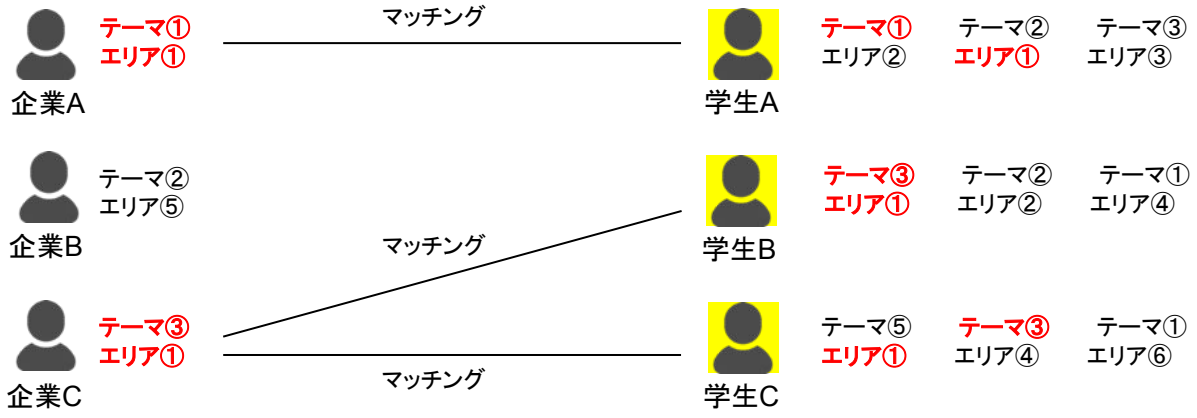 マッチング
テーマ① テーマ① テーマ② テーマ③
エリア① エリア② エリア① エリア③
企業A 学生A
テーマ② テーマ③ テーマ② テーマ①
エリア⑤ エリア① エリア② エリア④
企業B マッチング 学生B
テーマ③ テーマ⑤ テーマ③ テーマ①
エリア① エリア① エリア④ エリア⑥
マッチング
企業C 学生C